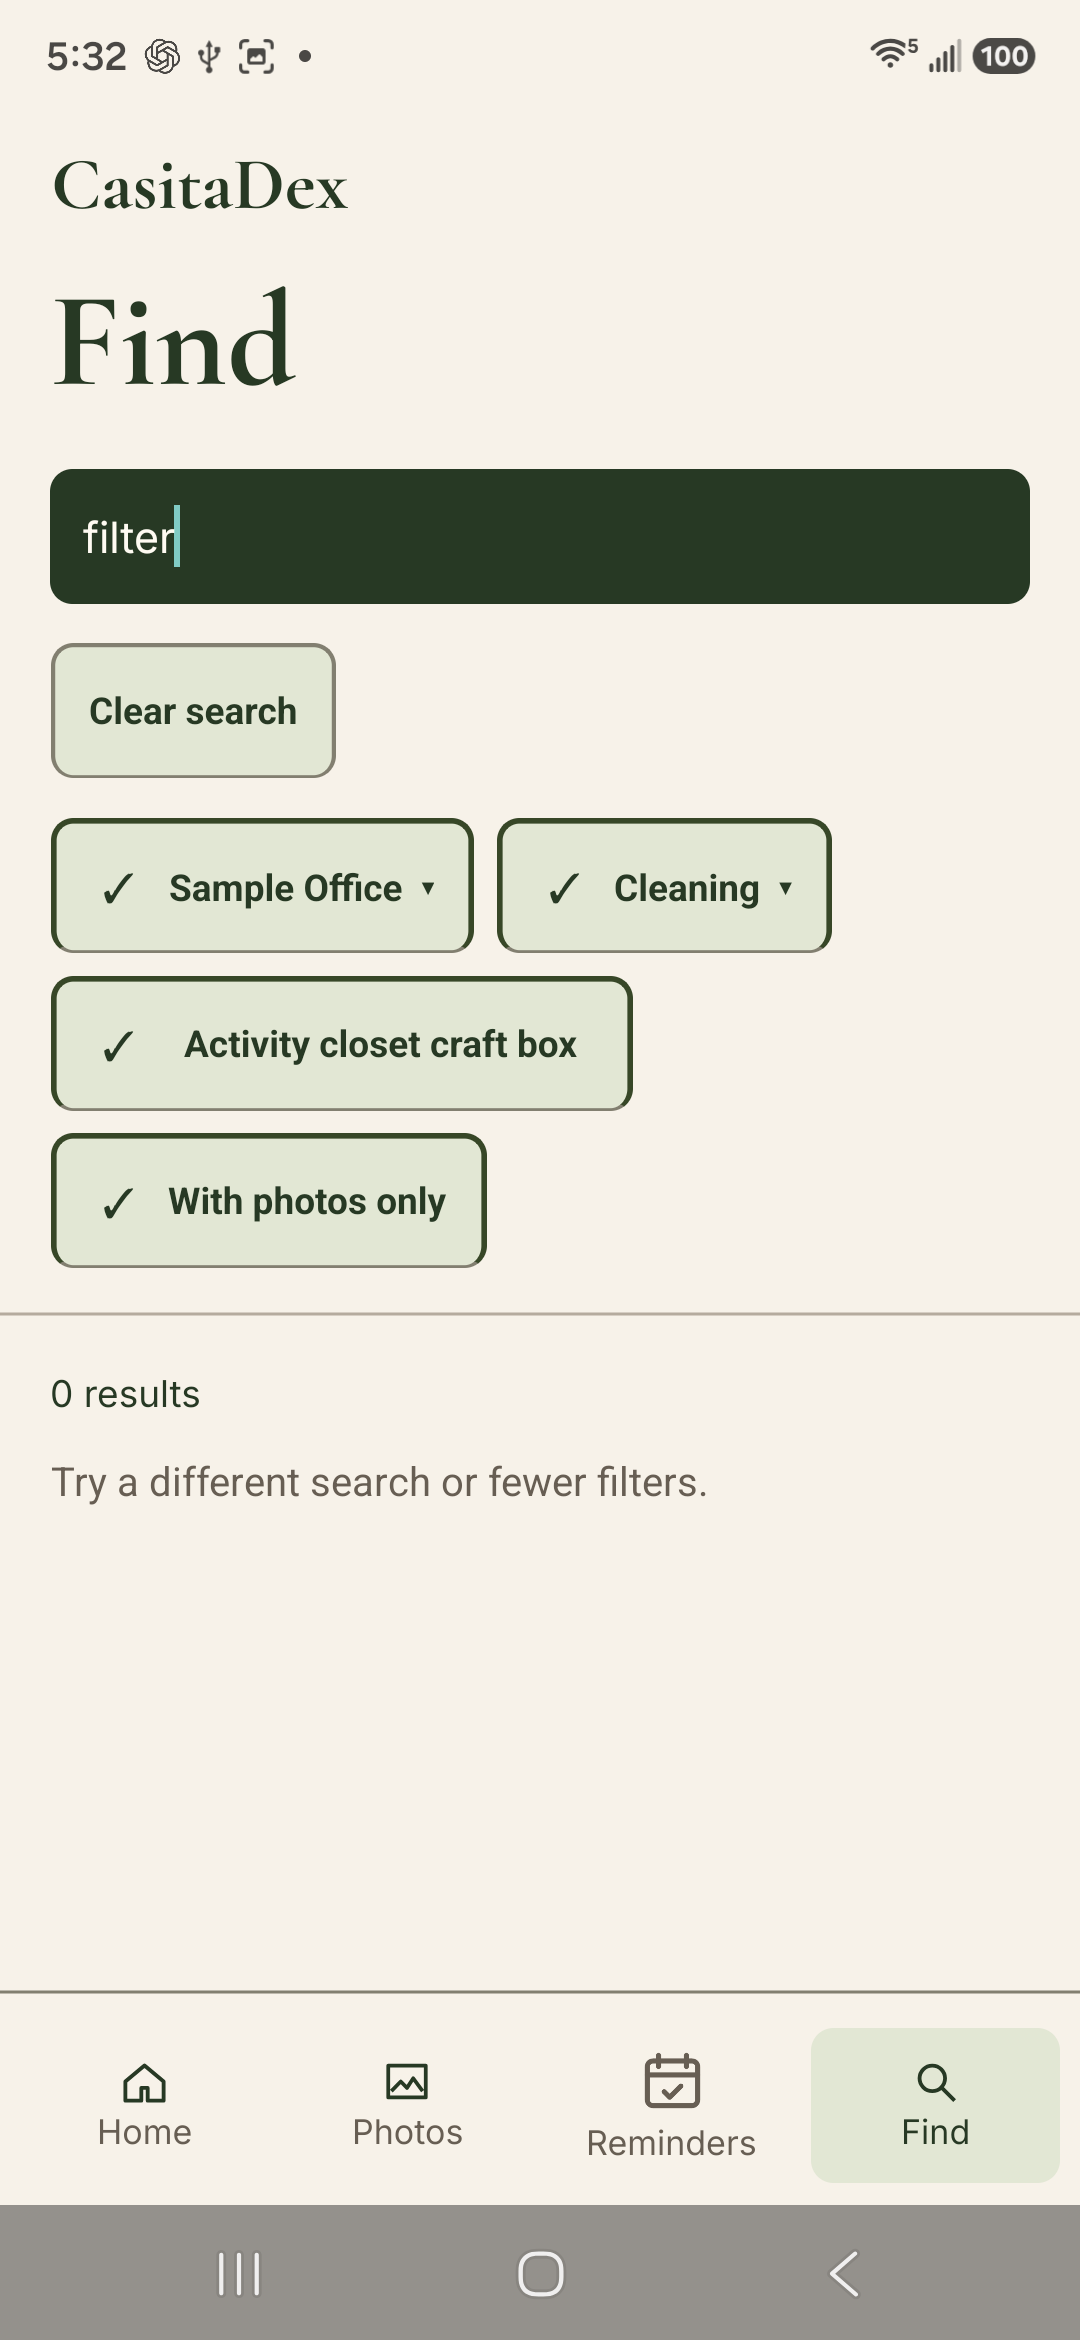 5:32 5 100
CasitaDex
Find
filter
Clear search
✓ Sample Office ▾ ✓ Cleaning ▾
✓ Activity closet craft box
✓ With photos only
0 results
Try a different search or fewer filters.
Home Photos Reminders Find